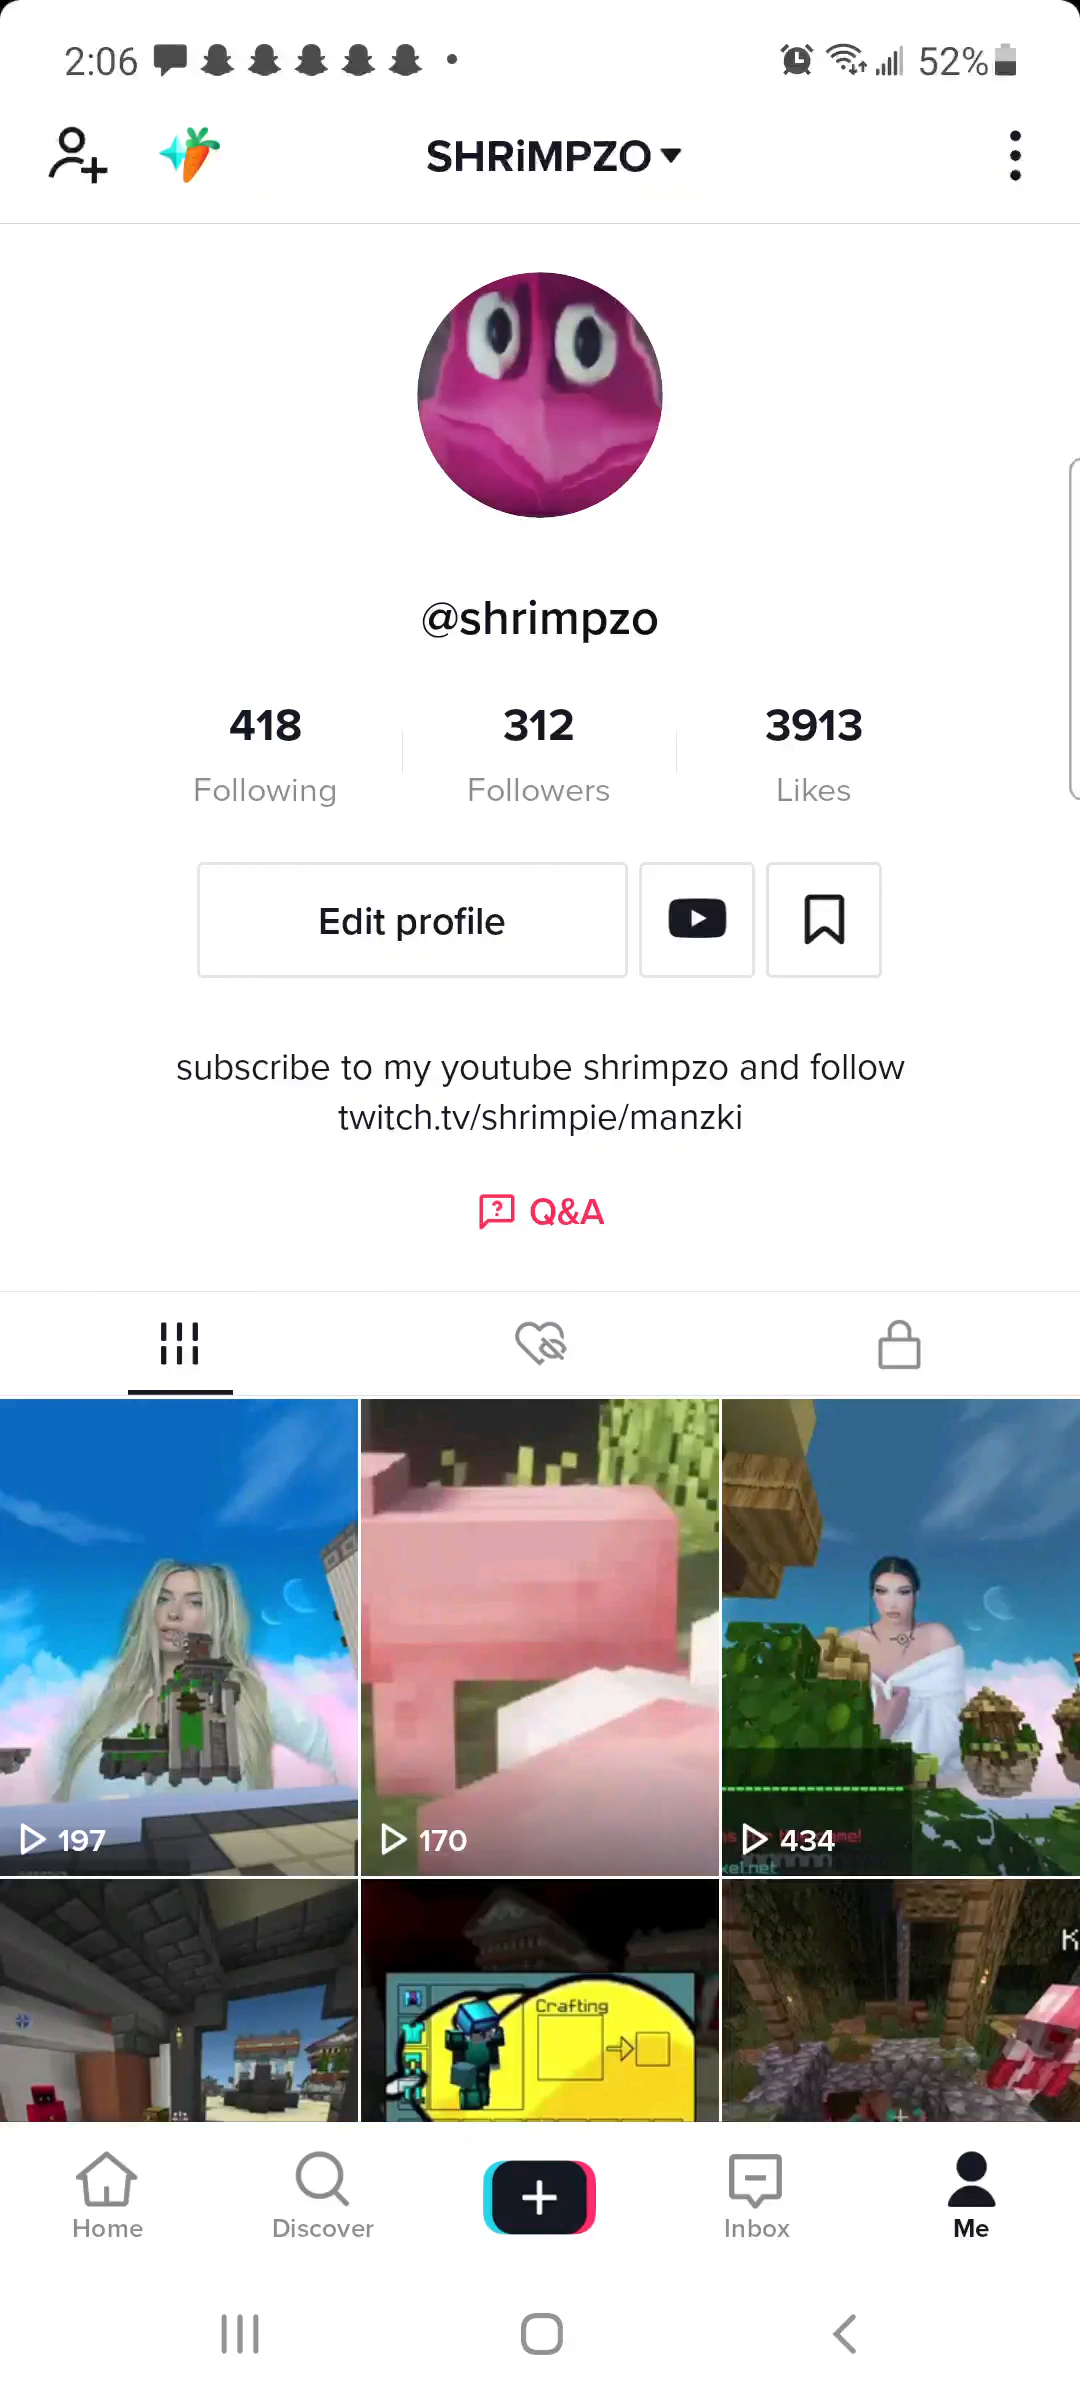 2:06 52%
SHRiMPZO
@shrimpzo
418 312 3913
Following Followers Likes
Edit profile
subscribe to my youtube shrimpzo and follow
twitch.tv/shrimpie/manzki
Q&A
197 170 434
Crafting
K
Home Discover Inbox Me